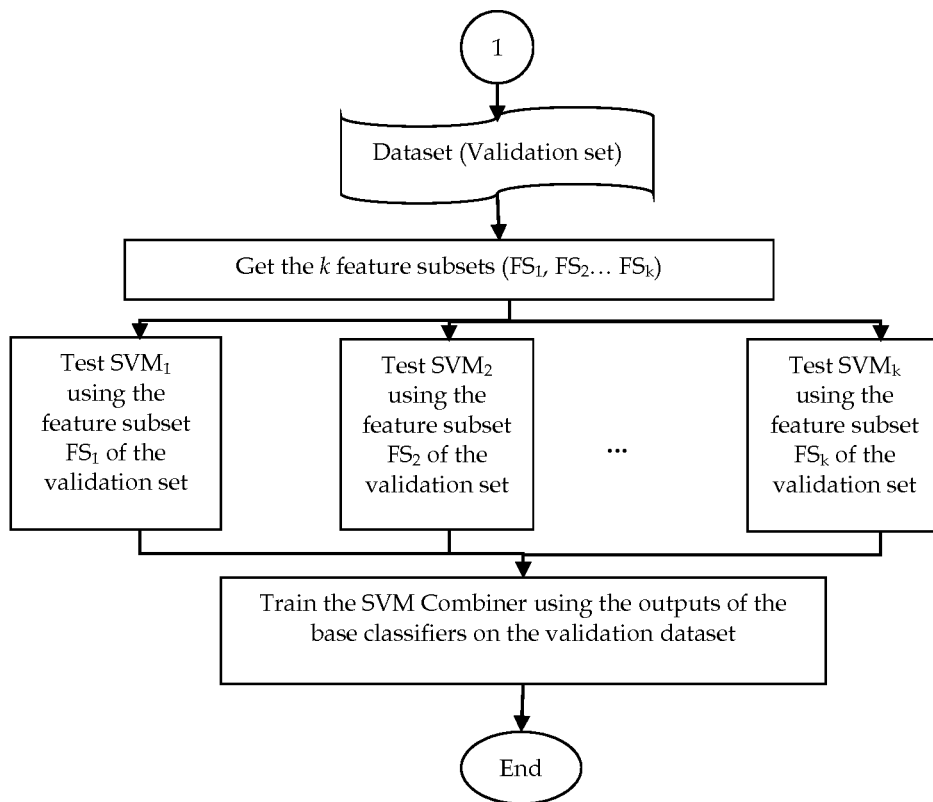 1
Dataset (Validation set)
Get the k feature subsets (FS₁, FS₂… FSₖ)
Test SVM₁
using the
feature subset
FS₁ of the
validation set
Test SVM₂
using the
feature subset
FS₂ of the
validation set
...
Test SVMₖ
using the
feature subset
FSₖ of the
validation set
Train the SVM Combiner using the outputs of the
base classifiers on the validation dataset
End